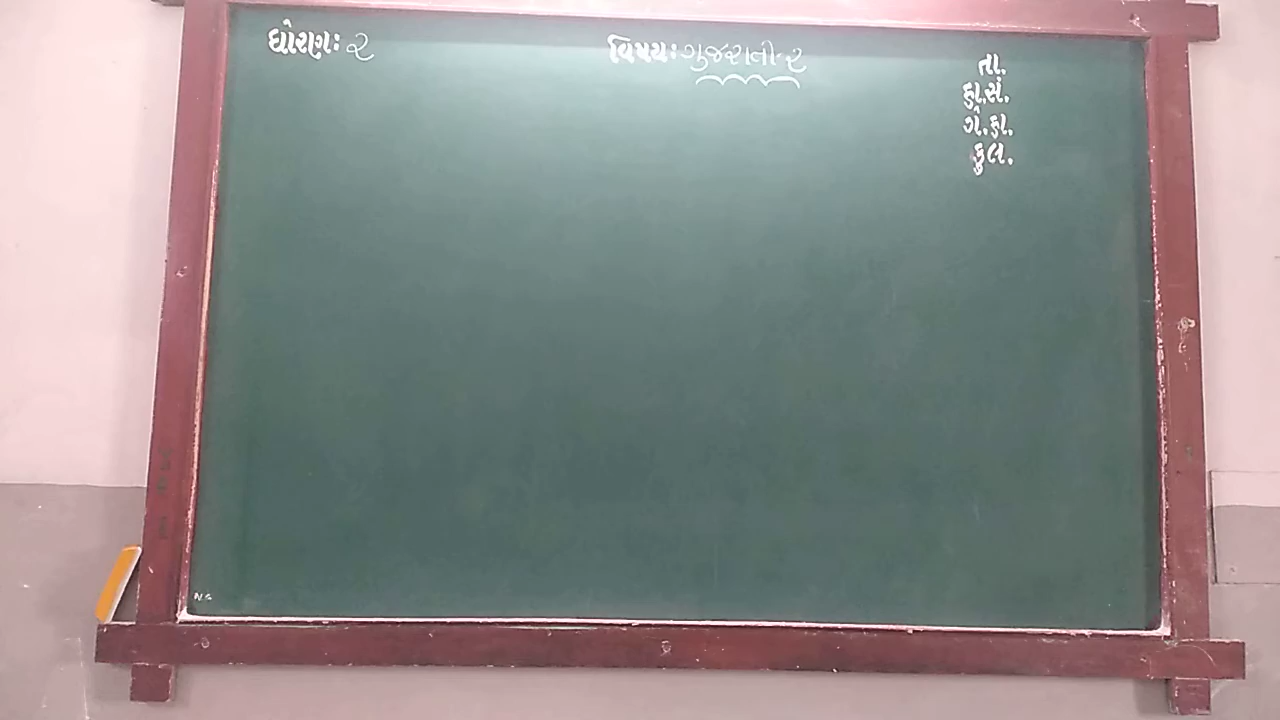 ધોરણઃ ૨
વિષયઃ ગુજરાતી-૨
તા.
હા.સં.
ગે.હા.
કુલ.
N.G